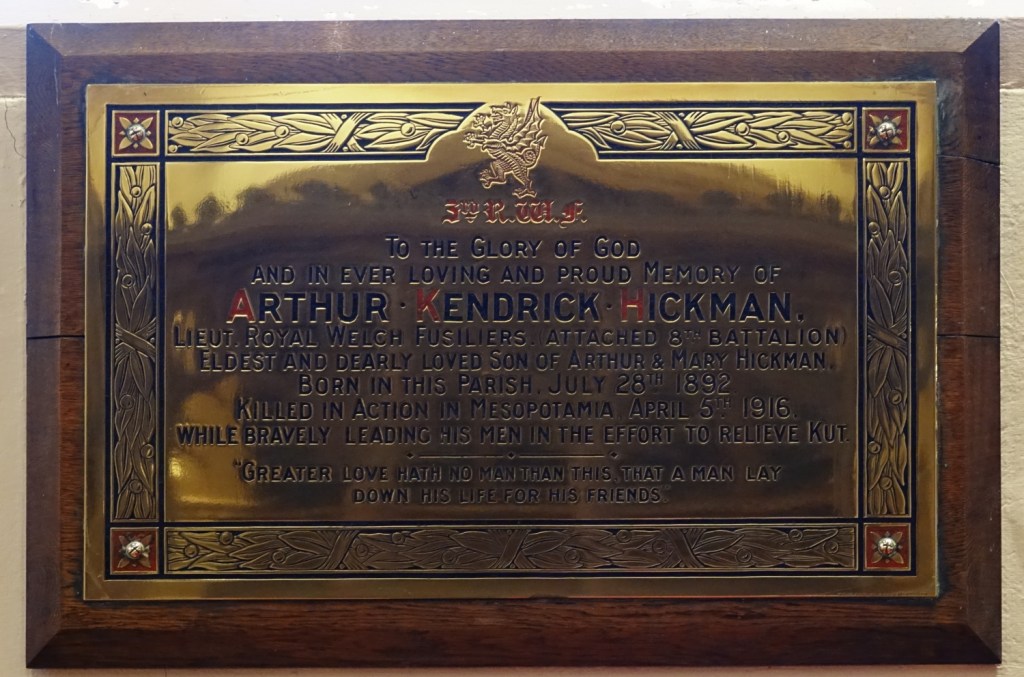 3rd R.W.F.
To the Glory of God
and in ever loving and proud Memory of
Arthur · Kendrick · Hickman.
Lieut. Royal Welch Fusiliers. (attached 8th Battalion)
Eldest and dearly loved Son of Arthur & Mary Hickman.
Born in this Parish, July 28th 1892
Killed in Action in Mesopotamia, April 5th 1916,
while bravely leading his men in the effort to relieve Kut.
"Greater love hath no man than this, that a man lay
down his life for his friends."